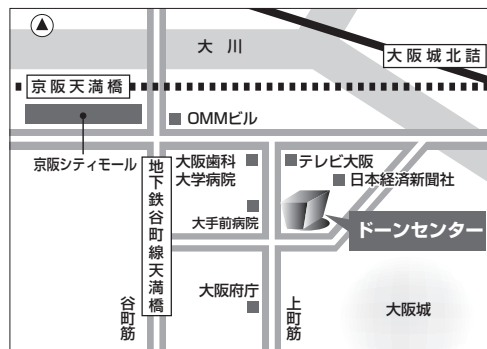 大川
大阪城北詰
京阪天満橋
OMMビル
京阪シティモール
地下鉄谷町線天満橋
大阪歯科
大学病院
テレビ大阪
日本経済新聞社
大手前病院
ドーンセンター
大阪府庁
谷町筋
上町筋
大阪城